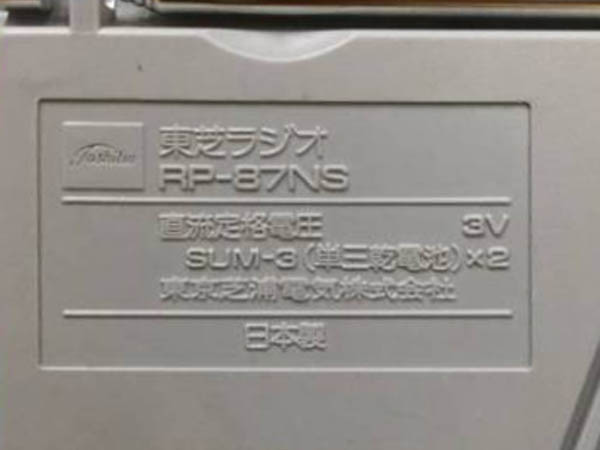 Toshiba
東芝ラジオ
RP-87NS
直流定格電圧 3V
SUM-3(単三乾電池)×2
東京芝浦電気株式会社
日本製